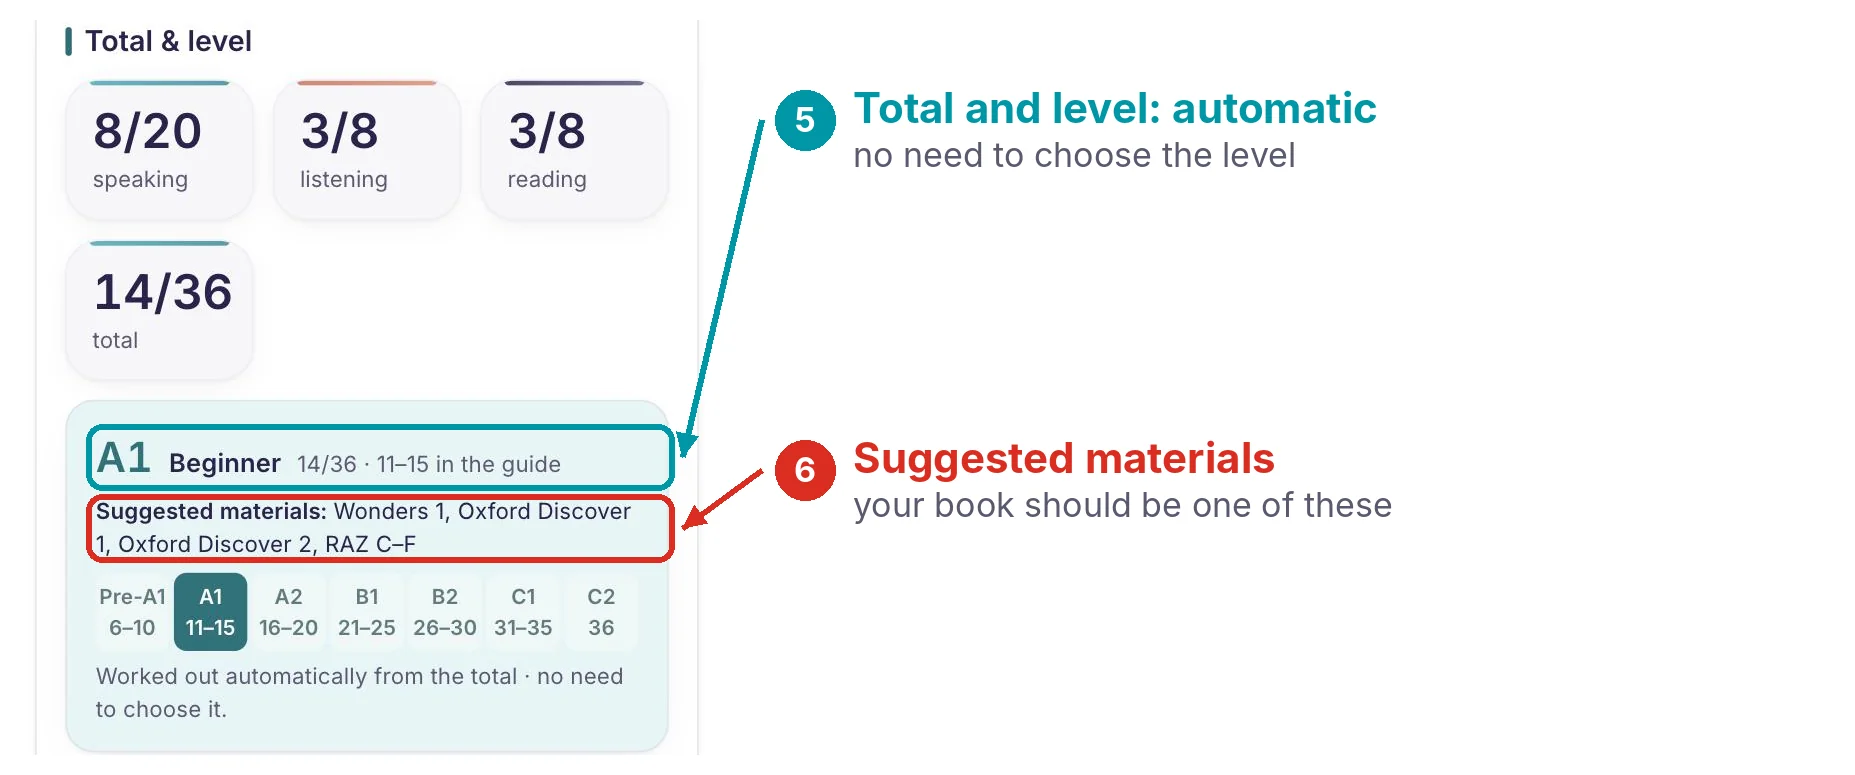 Total & level
8/20
speaking
3/8
listening
3/8
reading
14/36
total
A1 Beginner 14/36 · 11–15 in the guide
Suggested materials: Wonders 1, Oxford Discover
1, Oxford Discover 2, RAZ C–F
Pre-A1 A1 A2 B1 B2 C1 C2
6–10 11–15 16–20 21–25 26–30 31–35 36
Worked out automatically from the total · no need
to choose it.
5 Total and level: automatic
no need to choose the level
6 Suggested materials
your book should be one of these